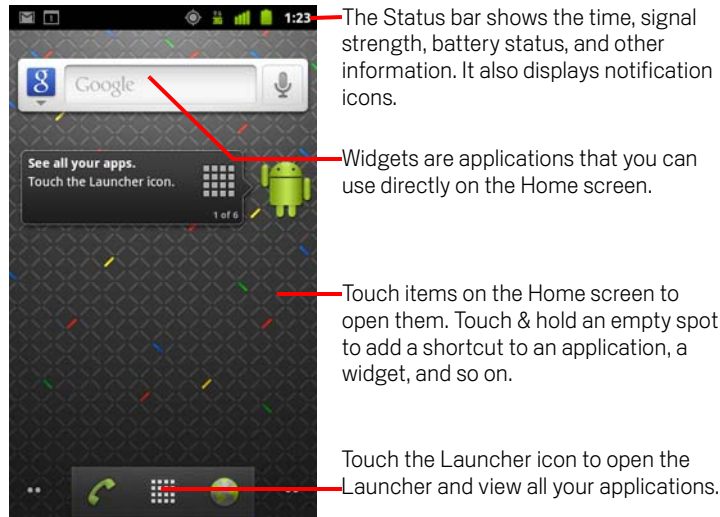 1:23
The Status bar shows the time, signal
strength, battery status, and other
information. It also displays notification
icons.
Google
Widgets are applications that you can
use directly on the Home screen.
See all your apps.
Touch the Launcher icon.
1 of 6
Touch items on the Home screen to
open them. Touch & hold an empty spot
to add a shortcut to an application, a
widget, and so on.
Touch the Launcher icon to open the
Launcher and view all your applications.